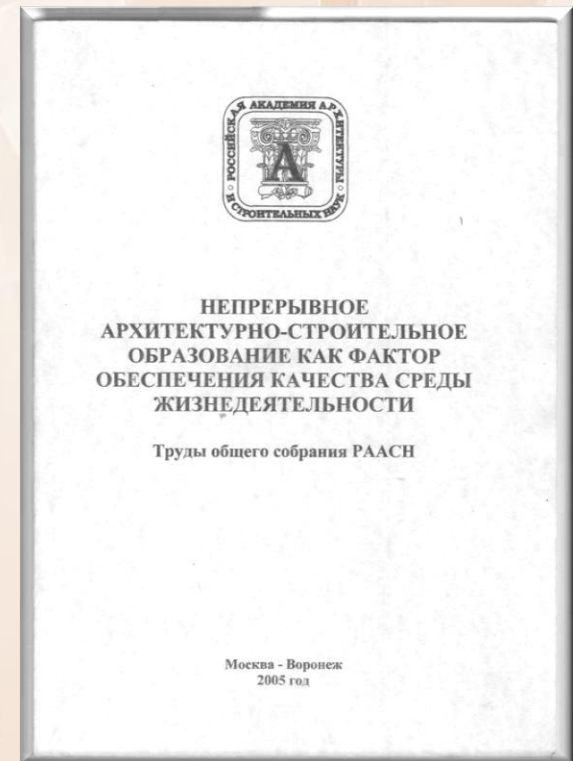 РОССИЙСКАЯ АКАДЕМИЯ АРХИТЕКТУРЫ
И СТРОИТЕЛЬНЫХ НАУК
А
НЕПРЕРЫВНОЕ
АРХИТЕКТУРНО-СТРОИТЕЛЬНОЕ
ОБРАЗОВАНИЕ КАК ФАКТОР
ОБЕСПЕЧЕНИЯ КАЧЕСТВА СРЕДЫ
ЖИЗНЕДЕЯТЕЛЬНОСТИ
Труды общего собрания РААСН
Москва - Воронеж
2005 год